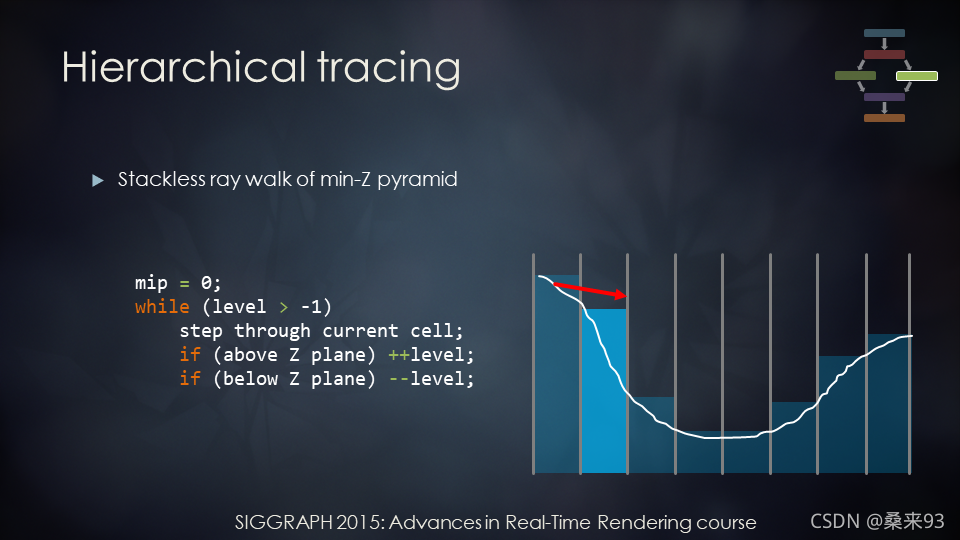 Hierarchical tracing
Stackless ray walk of min-Z pyramid
mip = 0;
while (level > -1)
step through current cell;
if (above Z plane) ++level;
if (below Z plane) --level;
SIGGRAPH 2015: Advances in Real-Time Rendering course
CSDN @桑来93